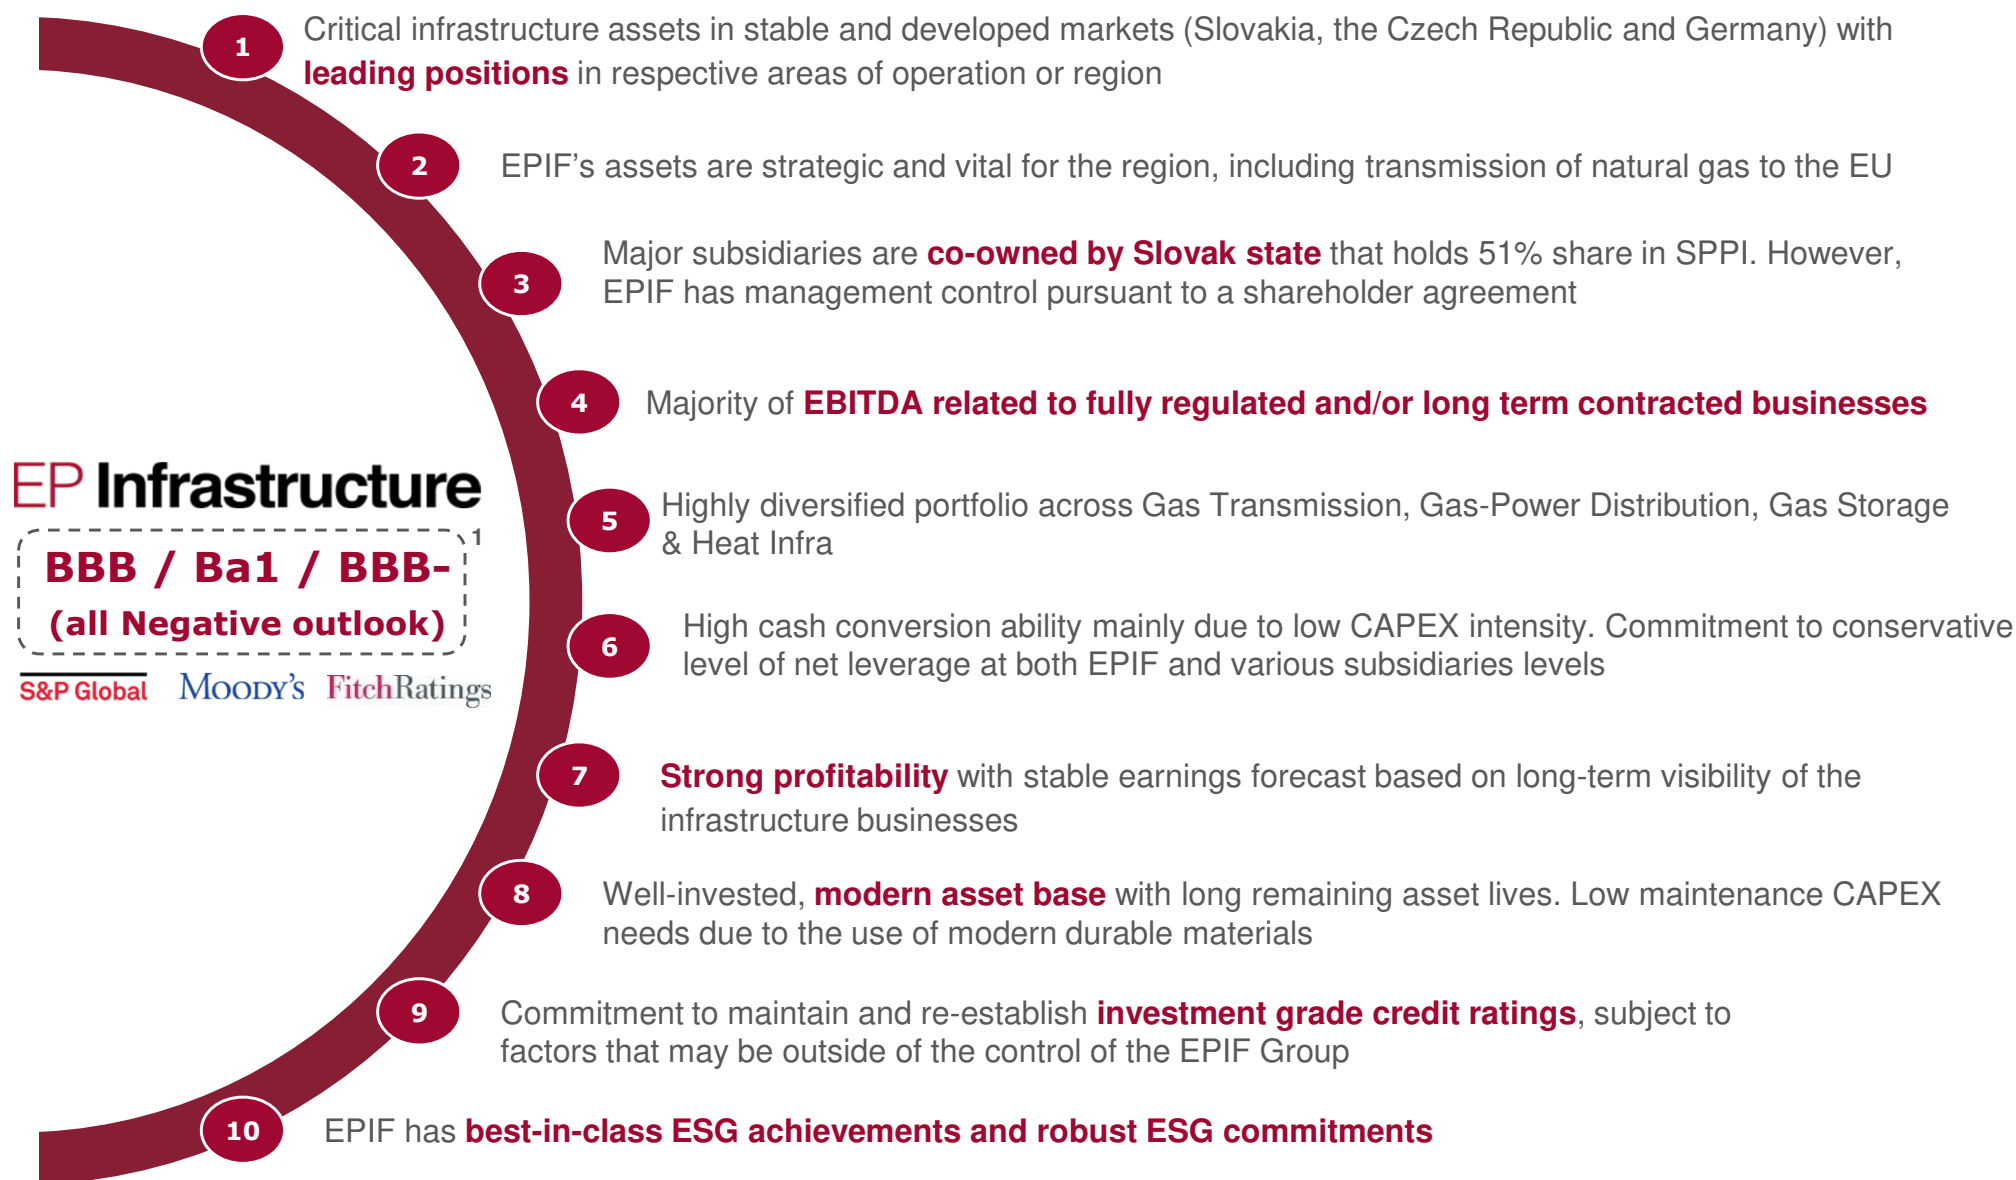 1
Critical infrastructure assets in stable and developed markets (Slovakia, the Czech Republic and Germany) with
leading positions in respective areas of operation or region
2
EPIF’s assets are strategic and vital for the region, including transmission of natural gas to the EU
3
Major subsidiaries are co-owned by Slovak state that holds 51% share in SPPI. However,
EPIF has management control pursuant to a shareholder agreement
4
Majority of EBITDA related to fully regulated and/or long term contracted businesses
EP Infrastructure
BBB / Ba1 / BBB- 1
(all Negative outlook)
S&P Global MOODY’S FitchRatings
5
Highly diversified portfolio across Gas Transmission, Gas-Power Distribution, Gas Storage
& Heat Infra
6
High cash conversion ability mainly due to low CAPEX intensity. Commitment to conservative
level of net leverage at both EPIF and various subsidiaries levels
7
Strong profitability with stable earnings forecast based on long-term visibility of the
infrastructure businesses
8
Well-invested, modern asset base with long remaining asset lives. Low maintenance CAPEX
needs due to the use of modern durable materials
9
Commitment to maintain and re-establish investment grade credit ratings, subject to
factors that may be outside of the control of the EPIF Group
10
EPIF has best-in-class ESG achievements and robust ESG commitments